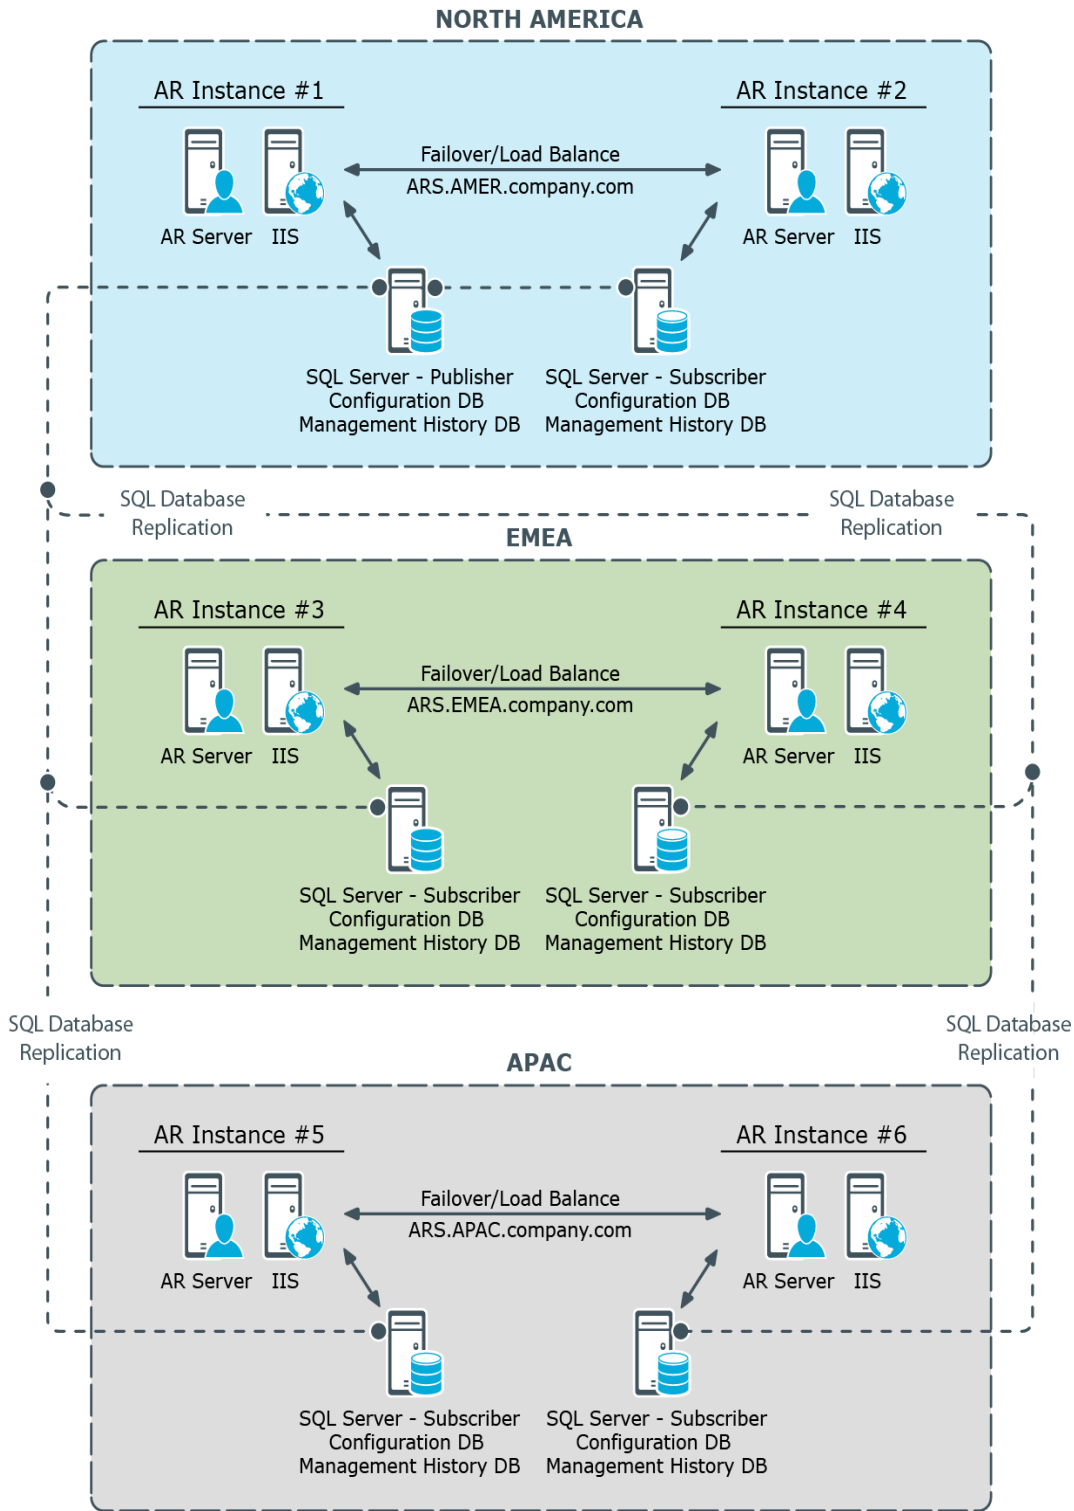 NORTH AMERICA
AR Instance #1
AR Instance #2
Failover/Load Balance
ARS.AMER.company.com
AR Server
IIS
AR Server
IIS
SQL Server - Publisher
Configuration DB
Management History DB
SQL Server - Subscriber
Configuration DB
Management History DB
SQL Database
Replication
SQL Database
Replication
EMEA
AR Instance #3
AR Instance #4
Failover/Load Balance
ARS.EMEA.company.com
AR Server
IIS
AR Server
IIS
SQL Server - Subscriber
Configuration DB
Management History DB
SQL Server - Subscriber
Configuration DB
Management History DB
SQL Database
Replication
SQL Database
Replication
APAC
AR Instance #5
AR Instance #6
Failover/Load Balance
ARS.APAC.company.com
AR Server
IIS
AR Server
IIS
SQL Server - Subscriber
Configuration DB
Management History DB
SQL Server - Subscriber
Configuration DB
Management History DB